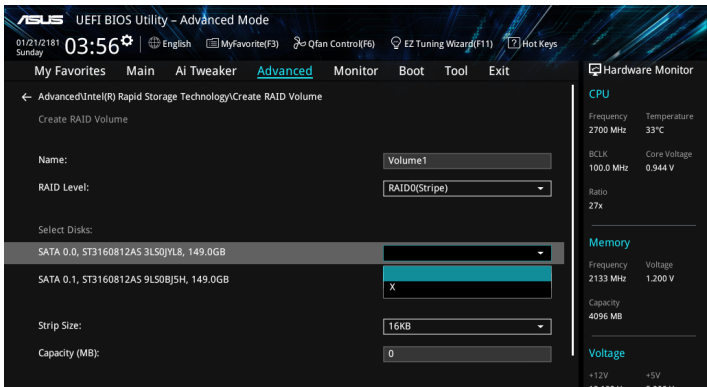 ASUS UEFI BIOS Utility – Advanced Mode
01/21/2181 Sunday 03:56 English MyFavorite(F3) Qfan Control(F6) EZ Tuning Wizard(F11) ? Hot Keys
My Favorites Main Ai Tweaker Advanced Monitor Boot Tool Exit
Hardware Monitor
← Advanced\Intel(R) Rapid Storage Technology\Create RAID Volume
Create RAID Volume
Name: Volume1
RAID Level: RAID0(Stripe)
Select Disks:
SATA 0.0, ST3160812AS 3LS0JYL8, 149.0GB
SATA 0.1, ST3160812AS 9LS0BJ5H, 149.0GB
X
Strip Size: 16KB
Capacity (MB): 0
CPU
Frequency Temperature
2700 MHz 33°C
BCLK Core Voltage
100.0 MHz 0.944 V
Ratio
27x
Memory
Frequency Voltage
2133 MHz 1.200 V
Capacity
4096 MB
Voltage
+12V +5V